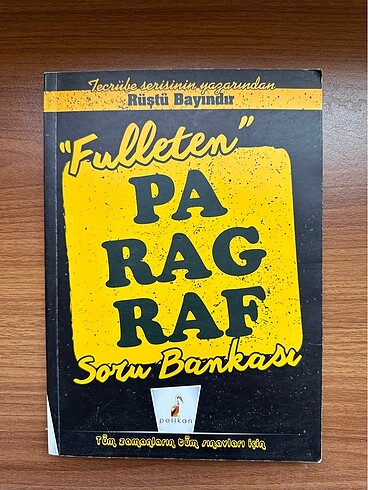 Tecrübe serisinin yazarından
Rüştü Bayındır
"Fulleten"
PA
RAG
RAF
Soru Bankası
pelikan
Tüm zamanların tüm sınavları için